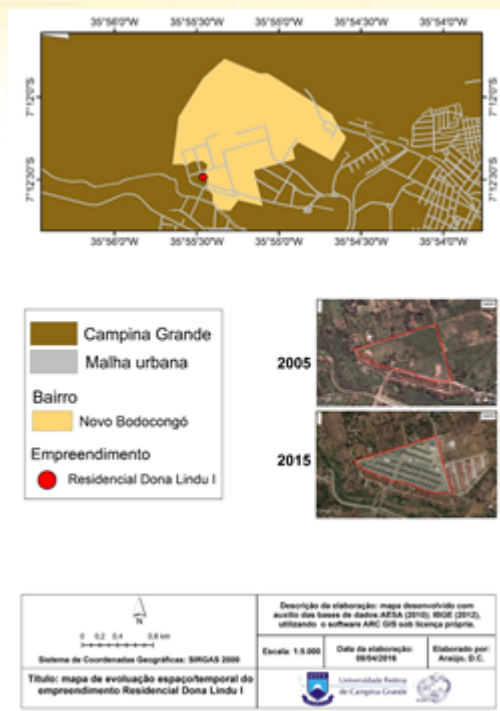 35°56'0"W 35°55'30"W 35°55'0"W 35°54'30"W 35°54'0"W
7°12'0"S 7°12'0"S
7°12'30"S 7°12'30"S
35°56'0"W 35°55'30"W 35°55'0"W 35°54'30"W 35°54'0"W
Campina Grande
Malha urbana
Bairro
Novo Bodocongó
Empreendimento
Residencial Dona Lindu I
2005
2015
N
0 0,2 0,4 0,8 km
Sistema de Coordenadas Geográficas: SIRGAS 2000
Título: mapa de evoluação espaço/temporal do
empreendimento Residencial Dona Lindu I
Descrição da elaboração: mapa desenvolvido com
auxílio das bases de dados AESA (2010); IBGE (2012),
utilizando o software ARC GIS sob licença própria.
Escala: 1:5.000
Data da elaboração:
08/04/2016
Elaborado por:
Araújo, D.C.
Universidade Federal
de Campina Grande